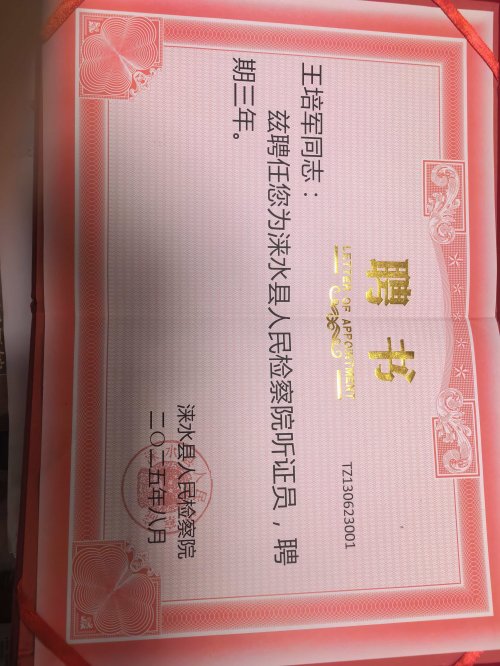 聘书
LETTER OF APPOINTMENT
TZ130623001
王培军同志：
兹聘任您为涞水县人民检察院听证员，聘
期三年。
涞水县人民检察院
二〇二五年八月